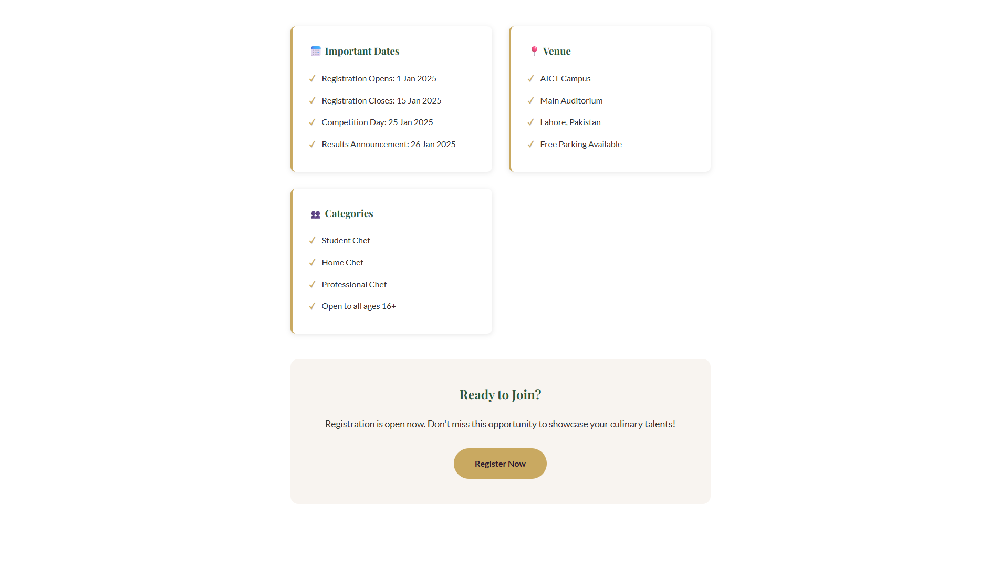 Important Dates
✓ Registration Opens: 1 Jan 2025
✓ Registration Closes: 15 Jan 2025
✓ Competition Day: 25 Jan 2025
✓ Results Announcement: 26 Jan 2025
Venue
✓ AICT Campus
✓ Main Auditorium
✓ Lahore, Pakistan
✓ Free Parking Available
Categories
✓ Student Chef
✓ Home Chef
✓ Professional Chef
✓ Open to all ages 16+
Ready to Join?
Registration is open now. Don't miss this opportunity to showcase your culinary talents!
Register Now